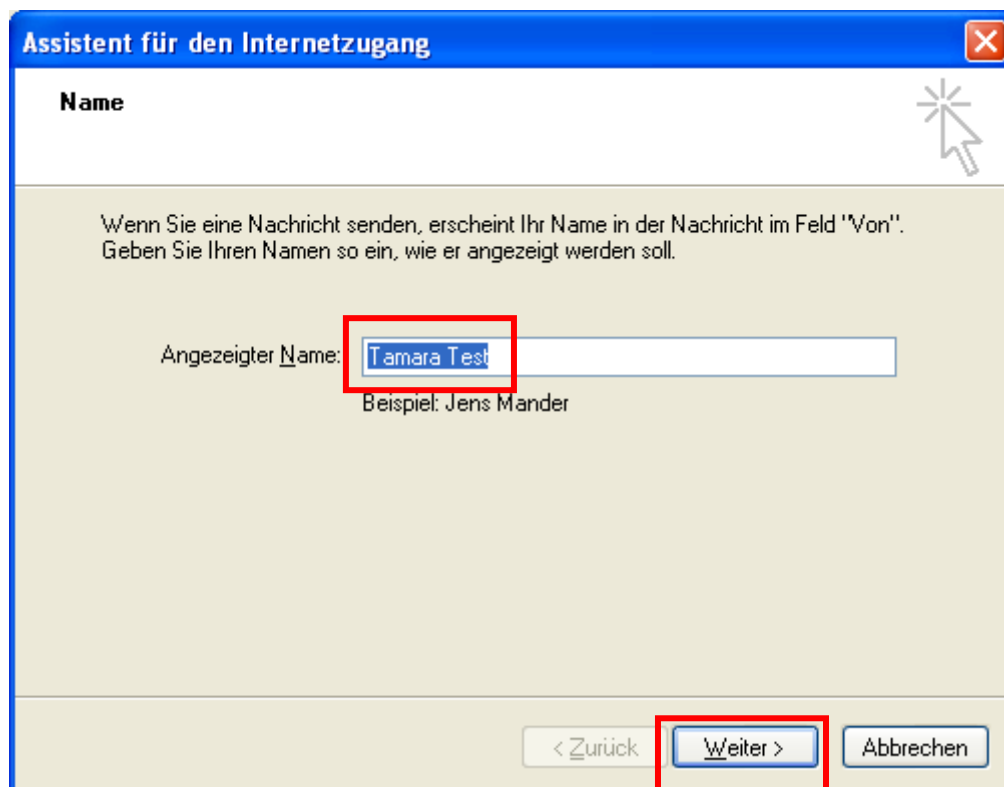 Assistent für den Internetzugang
Name
Wenn Sie eine Nachricht senden, erscheint Ihr Name in der Nachricht im Feld "Von".
Geben Sie Ihren Namen so ein, wie er angezeigt werden soll.
Angezeigter Name: Tamara Test
Beispiel: Jens Mander
< Zurück Weiter > Abbrechen